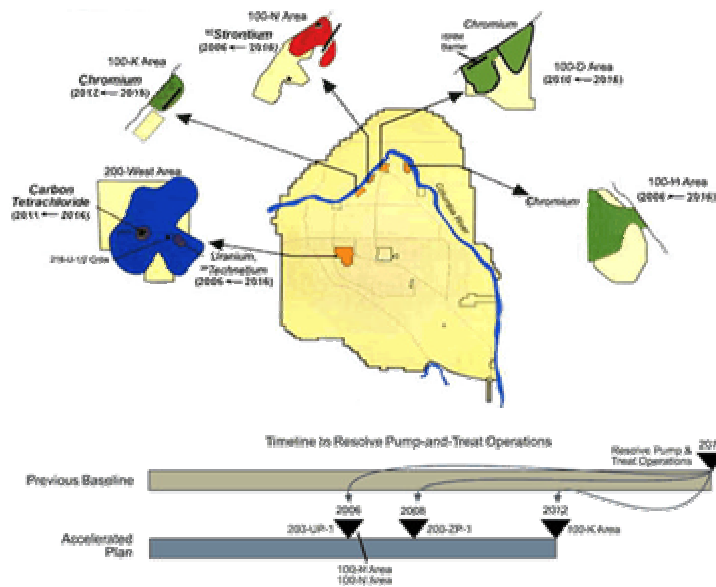 100-N Area
⁹⁰Strontium
(2006 ← 2016)
Chromium
Barrier
100-D Area
(2010 ← 2016)
100-K Area
Chromium
(2012 ← 2016)
200-West Area
Carbon
Tetrachloride
(2011 ← 2016)
Uranium,
⁹⁹Technetium
(2006 ← 2016)
Columbia River
Chromium
100-H Area
(2006 ← 2016)
Timeline to Resolve Pump-and-Treat Operations
Resolve Pump &
Treat Operations
Previous Baseline
2006
2008
2012
200-UP-1
200-ZP-1
100-K Area
Accelerated
Plan
100-H Area
100-N Area